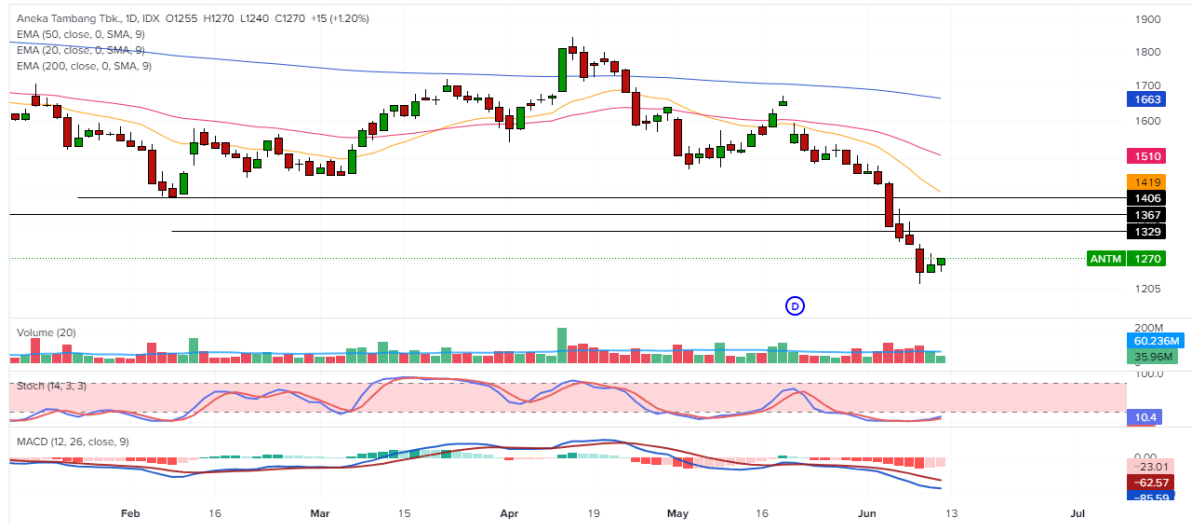 Aneka Tambang Tbk., 1D, IDX O1255 H1270 L1240 C1270 +15 (+1.20%)
EMA (50, close, 0, SMA, 9)
EMA (20, close, 0, SMA, 9)
EMA (200, close, 0, SMA, 9)
1900
1800
1700
1663
1600
1510
1419
1406
1367
1329
ANTM 1270
1205
D
Volume (20)
200M
60.236M
35.96M
Stoch (14, 3, 3)
100.0
10.4
MACD (12, 26, close, 9)
0.00
−23.01
−62.57
−85.59
Feb 16 Mar 15 Apr 19 May 16 Jun 13 Jul